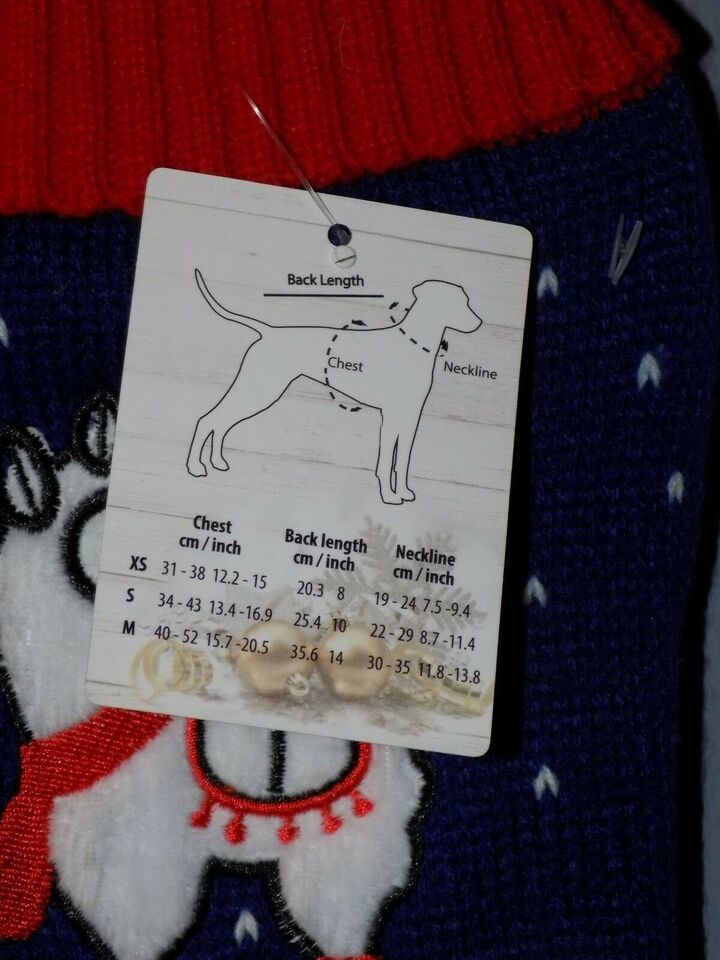 Back Length
Chest
Neckline
Chest Back length Neckline
cm / inch cm / inch cm / inch
XS 31 - 38 12.2 - 15 20.3 8 19 - 24 7.5 -9.4
S 34 - 43 13.4 -16.9 25.4 10 22 - 29 8.7 -11.4
M 40 - 52 15.7 -20.5 35.6 14 30 - 35 11.8 -13.8